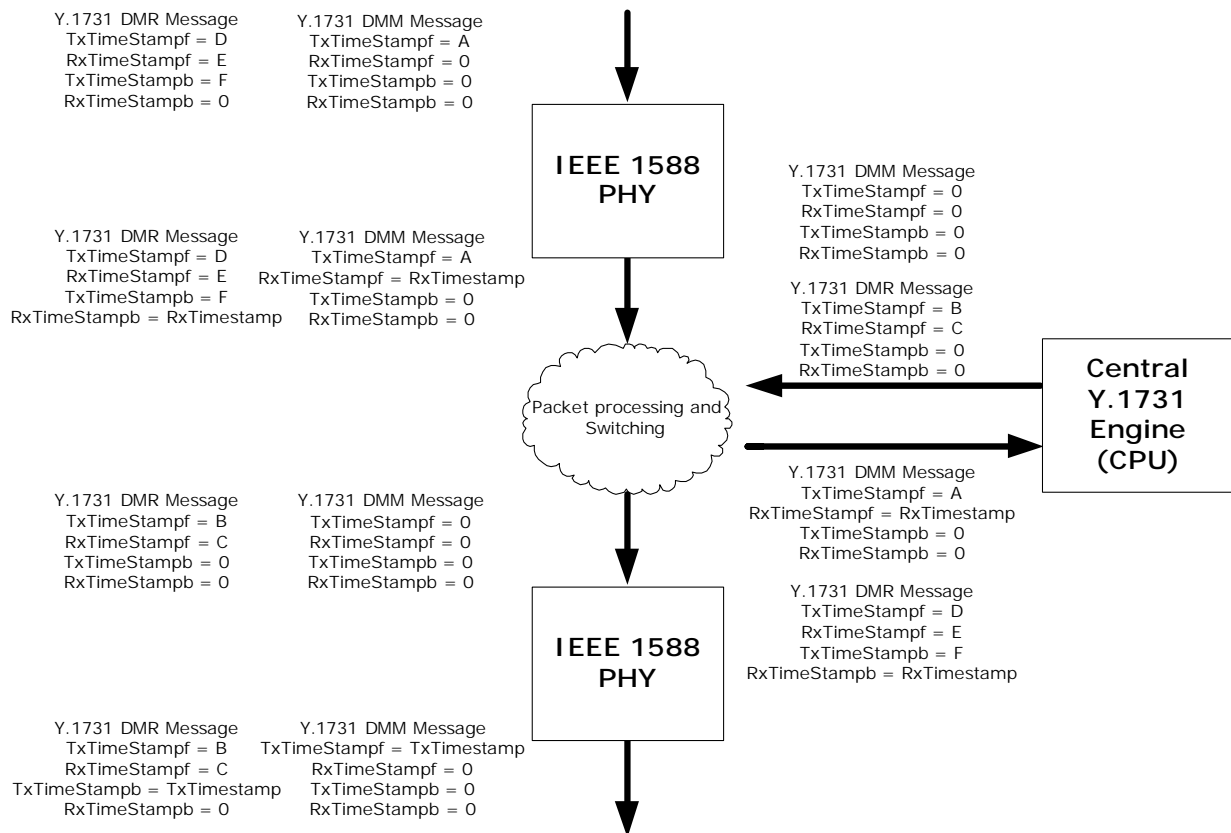 Y.1731 DMR Message
TxTimeStampf = D
RxTimeStampf = E
TxTimeStampb = F
RxTimeStampb = 0
Y.1731 DMM Message
TxTimeStampf = A
RxTimeStampf = 0
TxTimeStampb = 0
RxTimeStampb = 0
IEEE 1588
PHY
Y.1731 DMR Message
TxTimeStampf = D
RxTimeStampf = E
TxTimeStampb = F
RxTimeStampb = RxTimestamp
Y.1731 DMM Message
TxTimeStampf = A
RxTimeStampf = RxTimestamp
TxTimeStampb = 0
RxTimeStampb = 0
Y.1731 DMM Message
TxTimeStampf = 0
RxTimeStampf = 0
TxTimeStampb = 0
RxTimeStampb = 0
Y.1731 DMR Message
TxTimeStampf = B
RxTimeStampf = C
TxTimeStampb = 0
RxTimeStampb = 0
Packet processing and
Switching
Central
Y.1731
Engine
(CPU)
Y.1731 DMM Message
TxTimeStampf = A
RxTimeStampf = RxTimestamp
TxTimeStampb = 0
RxTimeStampb = 0
Y.1731 DMR Message
TxTimeStampf = D
RxTimeStampf = E
TxTimeStampb = F
RxTimeStampb = RxTimestamp
Y.1731 DMR Message
TxTimeStampf = B
RxTimeStampf = C
TxTimeStampb = 0
RxTimeStampb = 0
Y.1731 DMM Message
TxTimeStampf = 0
RxTimeStampf = 0
TxTimeStampb = 0
RxTimeStampb = 0
IEEE 1588
PHY
Y.1731 DMR Message
TxTimeStampf = B
RxTimeStampf = C
TxTimeStampb = TxTimestamp
RxTimeStampb = 0
Y.1731 DMM Message
TxTimeStampf = TxTimestamp
RxTimeStampf = 0
TxTimeStampb = 0
RxTimeStampb = 0